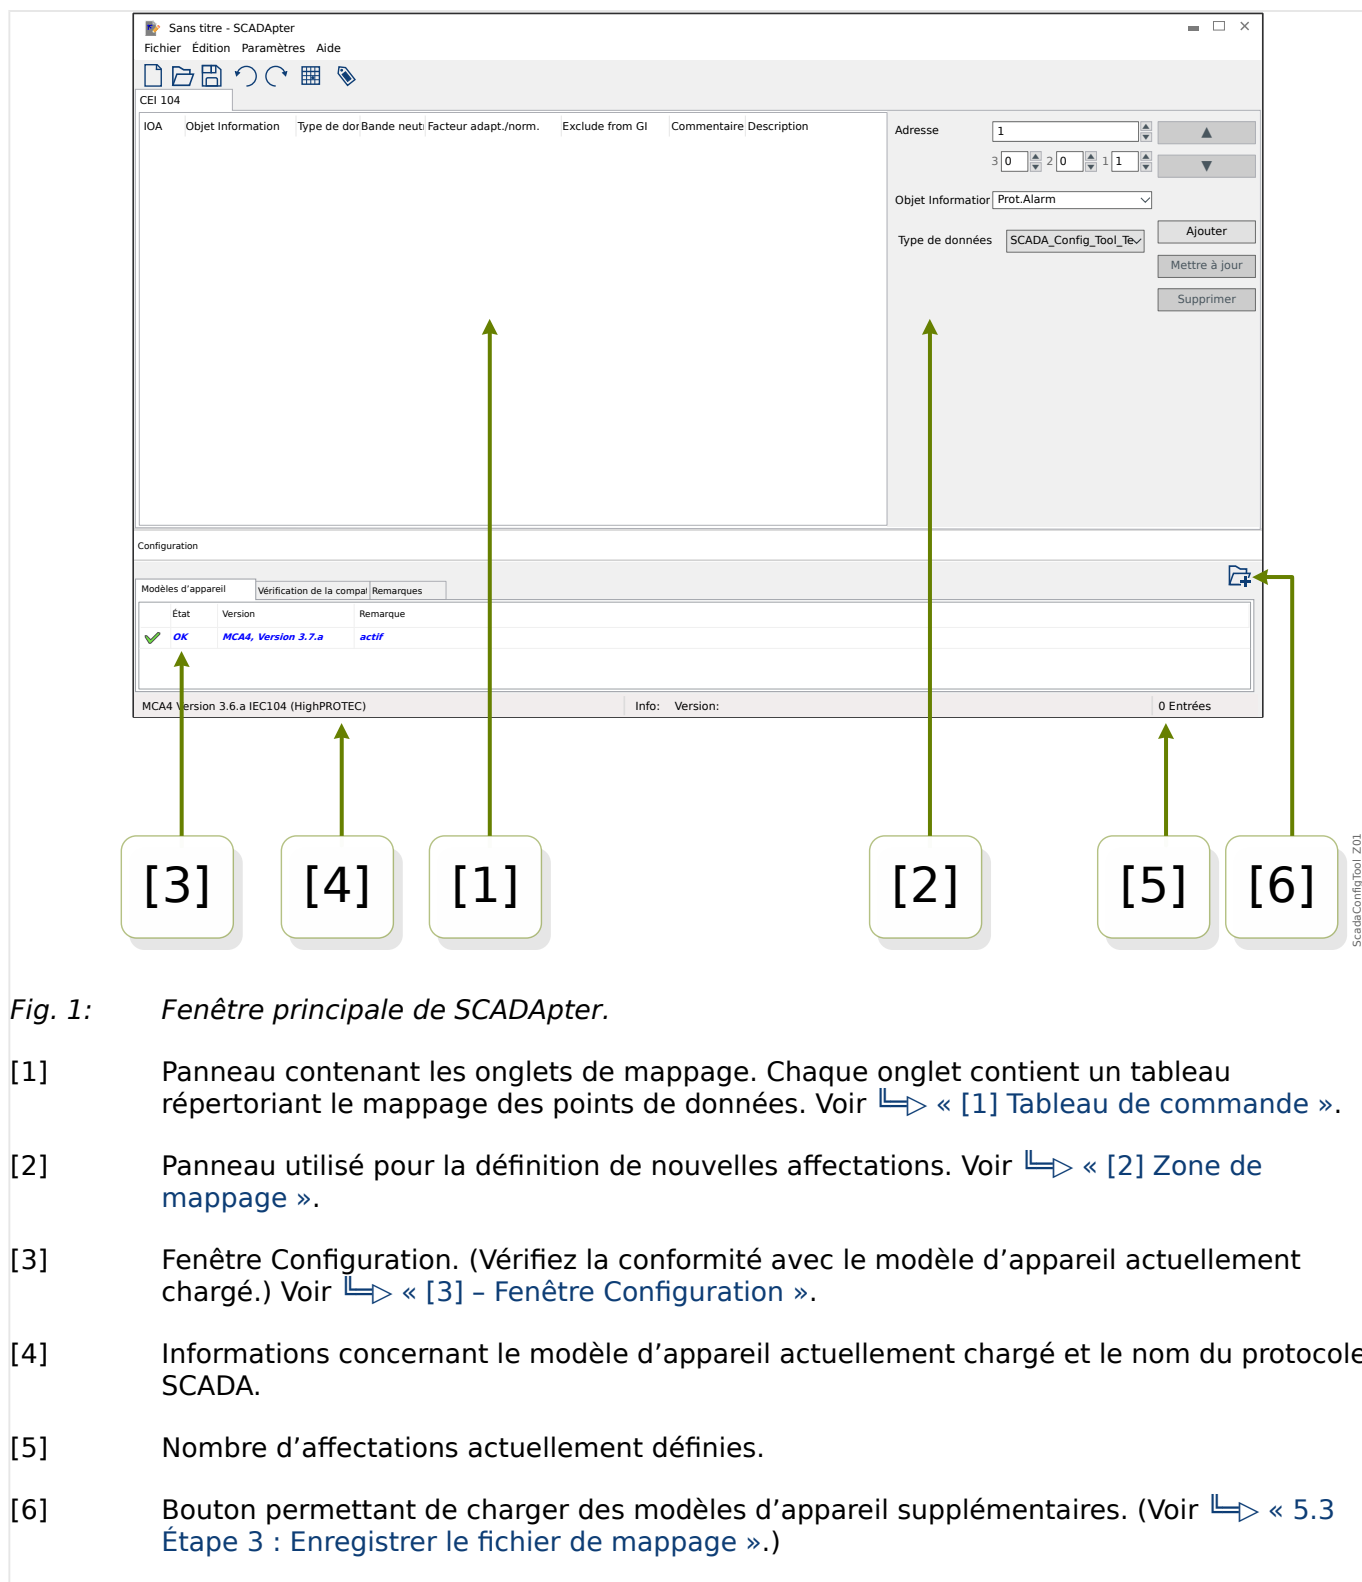 Sans titre - SCADApter
Fichier Édition Paramètres Aide
CEI 104
IOA Objet Information Type de dor Bande neut Facteur adapt./norm. Exclude from GI Commentaire Description
Adresse 1
3 0 2 0 1 1
Objet Information Prot.Alarm
Type de données SCADA_Config_Tool_Te
Ajouter
Mettre à jour
Supprimer
Configuration
Modèles d’appareil Vérification de la compat Remarques
État Version Remarque
OK MCA4, Version 3.7.a actif
MCA4 Version 3.6.a IEC104 (HighPROTEC) Info: Version: 0 Entrées
[3] [4] [1] [2] [5] [6]
ScadaConfigTool_Z01
Fig. 1: Fenêtre principale de SCADApter.
[1] Panneau contenant les onglets de mappage. Chaque onglet contient un tableau
répertoriant le mappage des points de données. Voir ╚═▷ « [1] Tableau de commande ».
[2] Panneau utilisé pour la définition de nouvelles affectations. Voir ╚═▷ « [2] Zone de
mappage ».
[3] Fenêtre Configuration. (Vérifiez la conformité avec le modèle d’appareil actuellement
chargé.) Voir ╚═▷ « [3] – Fenêtre Configuration ».
[4] Informations concernant le modèle d’appareil actuellement chargé et le nom du protocole
SCADA.
[5] Nombre d’affectations actuellement définies.
[6] Bouton permettant de charger des modèles d’appareil supplémentaires. (Voir ╚═▷ « 5.3
Étape 3 : Enregistrer le fichier de mappage ».)